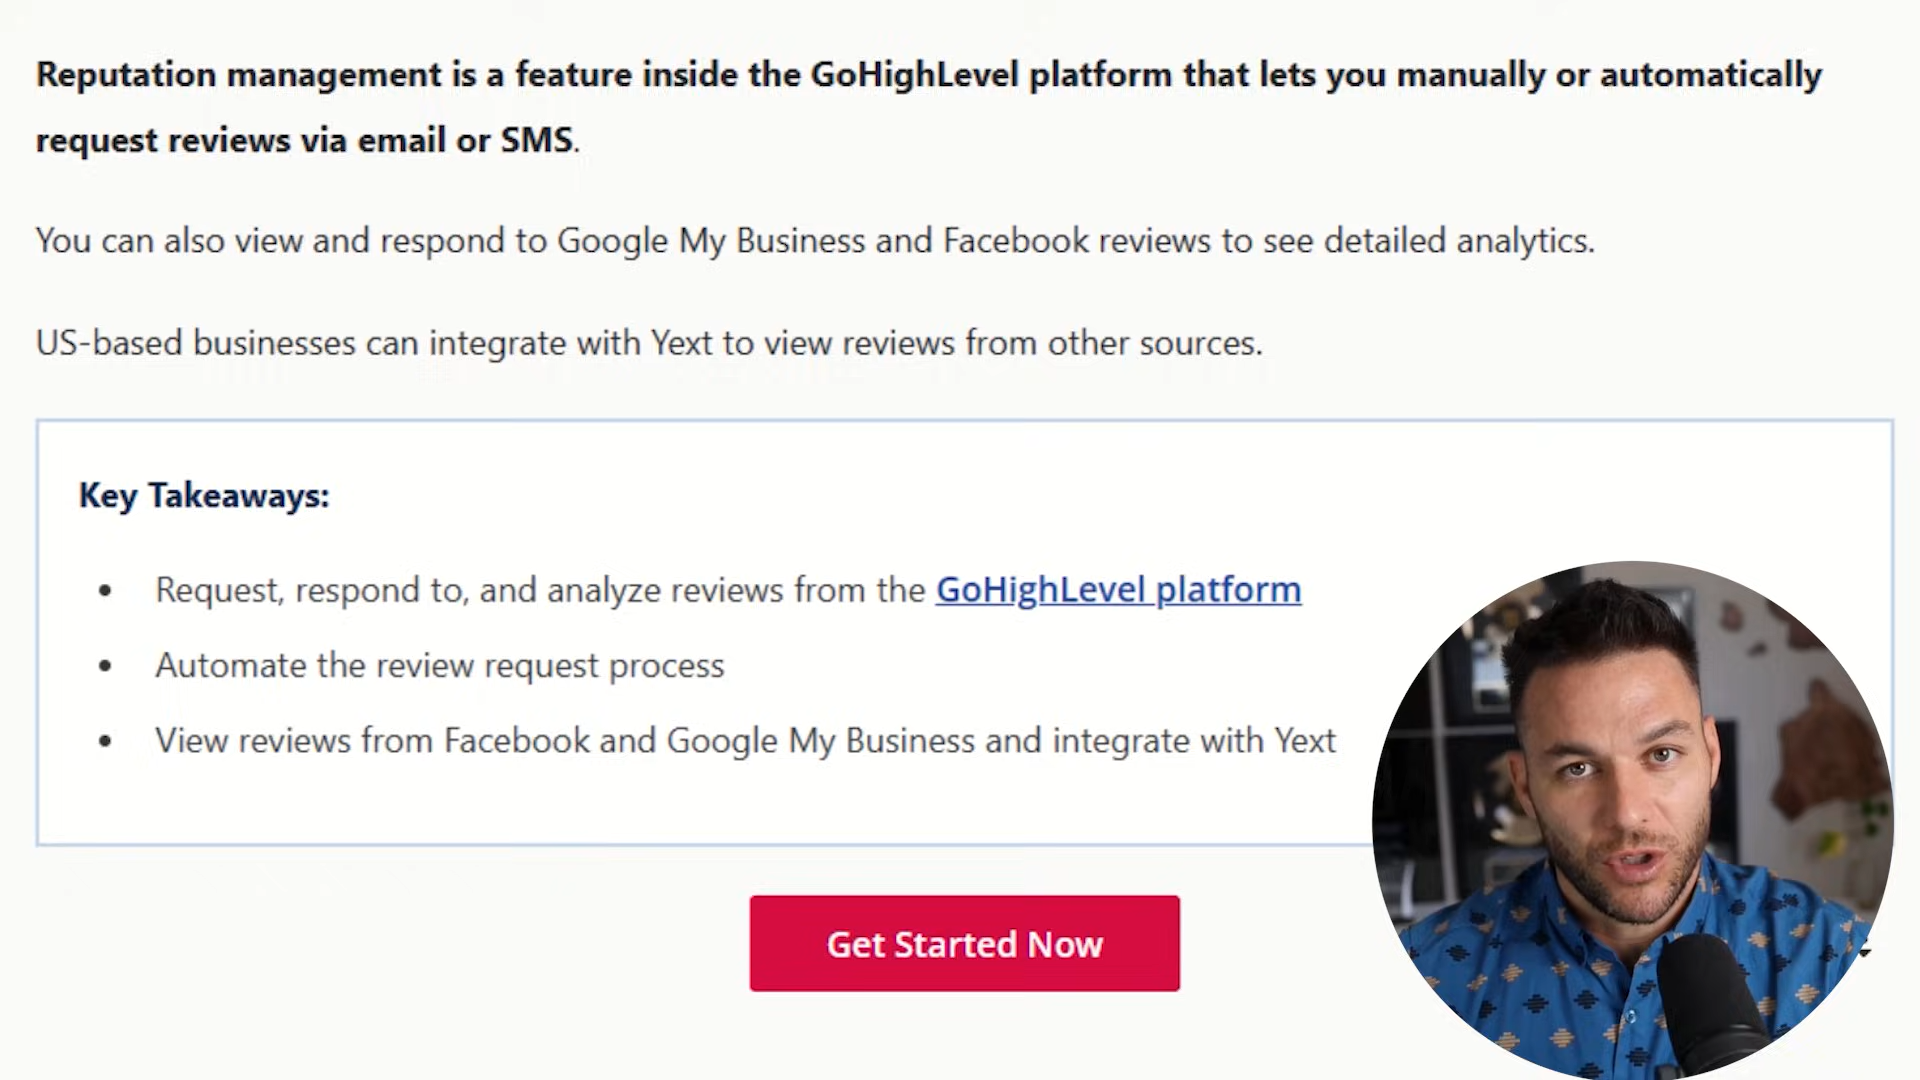 Reputation management is a feature inside the GoHighLevel platform that lets you manually or automatically
request reviews via email or SMS.
You can also view and respond to Google My Business and Facebook reviews to see detailed analytics.
US-based businesses can integrate with Yext to view reviews from other sources.
Key Takeaways:
• Request, respond to, and analyze reviews from the GoHighLevel platform
• Automate the review request process
• View reviews from Facebook and Google My Business and integrate with Yext
Get Started Now